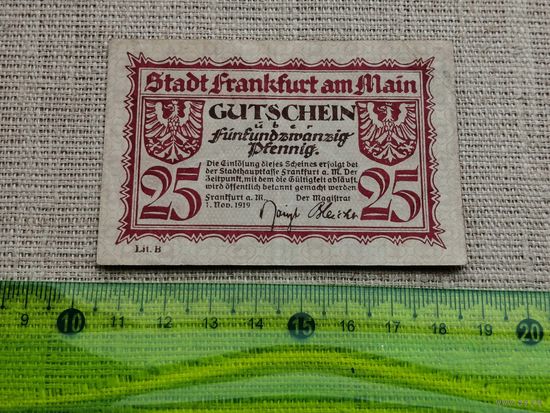 Stadt Frankfurt am Main
GUTSCHEIN
über
Fünfundzwanzig
Pfennig.
Die Einlösung dieses Scheines erfolgt bei
der Stadthauptkasse Frankfurt a. M. Der
Zeitpunkt, mit dem die Gültigkeit abläuft,
wird öffentlich bekannt gemacht werden
Frankfurt a. M. Der Magistrat
1. Nov. 1919
25 25
Lit. B
9 10 11 12 13 14 15 16 17 18 19 20